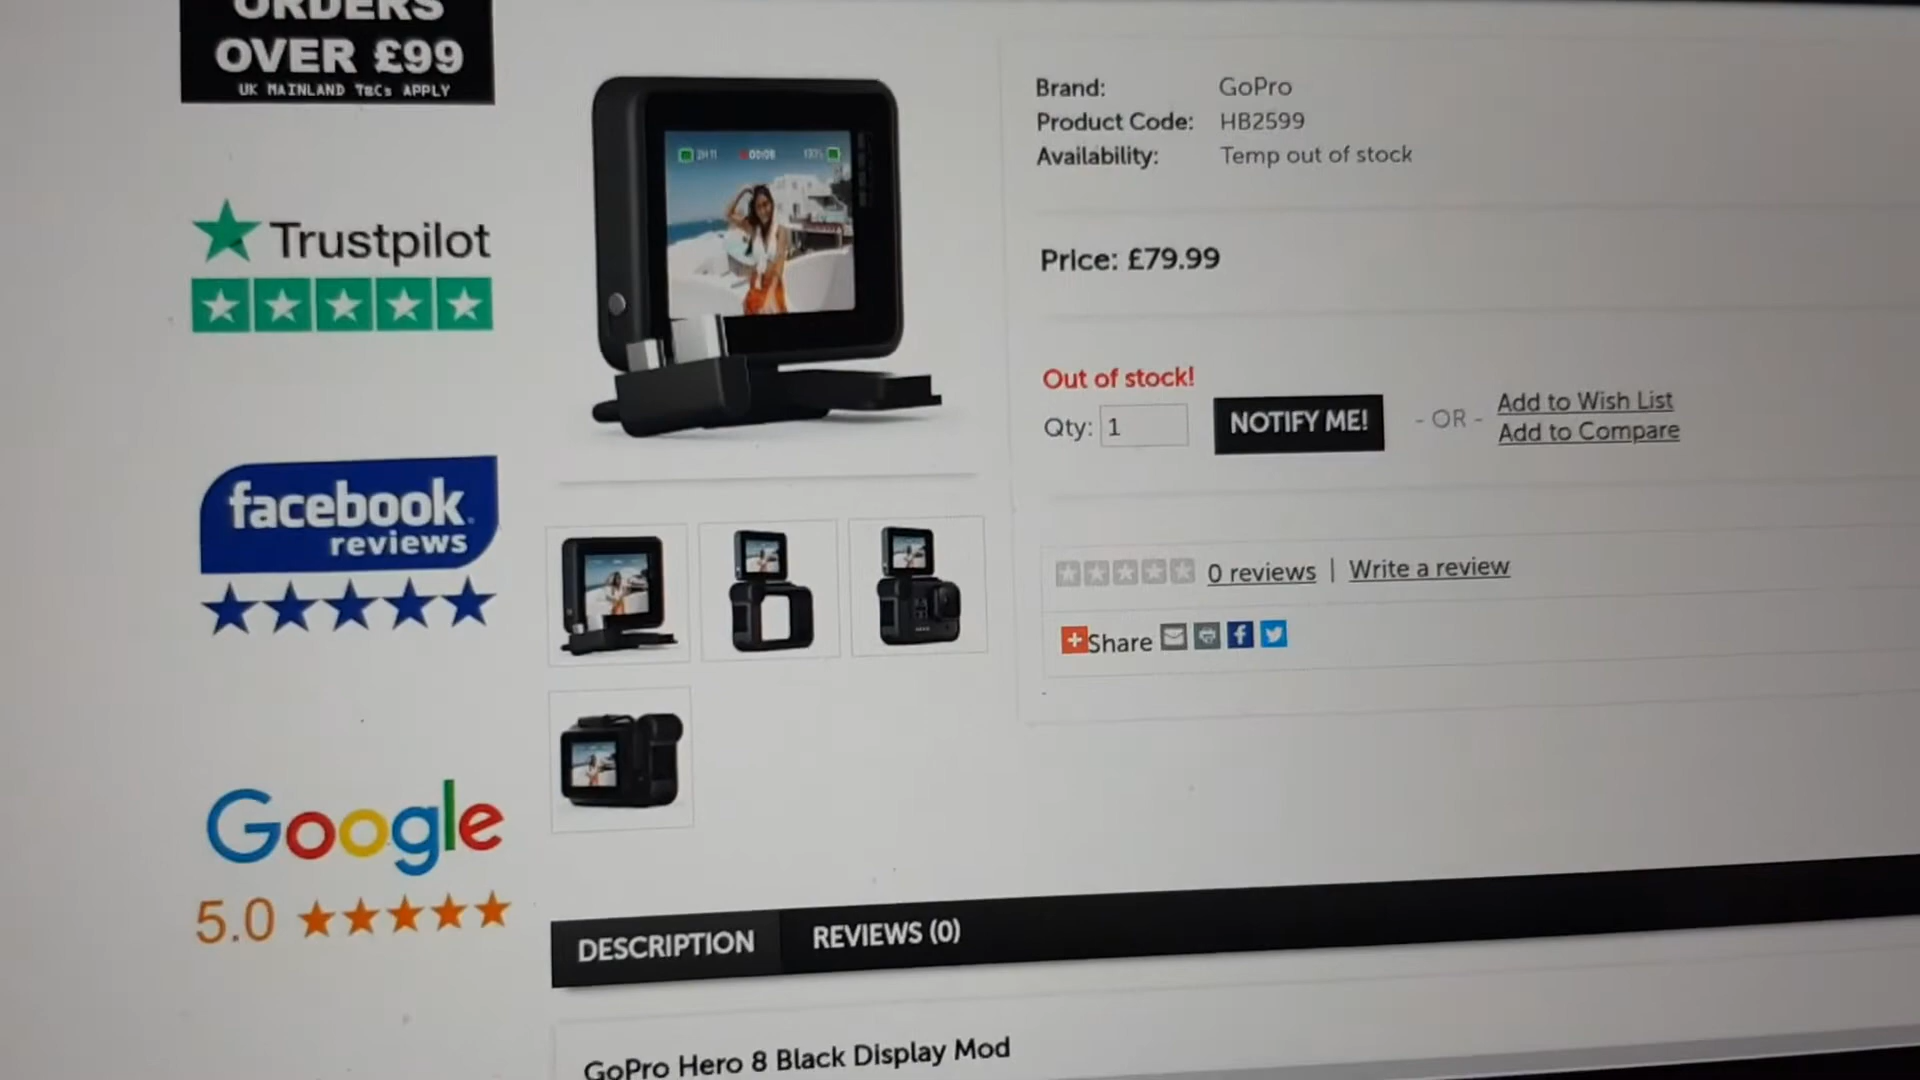 ORDERS
OVER £99
UK MAINLAND T&Cs APPLY
Trustpilot
facebook
reviews
Google
5.0
00:08
Brand: GoPro
Product Code: HB2599
Availability: Temp out of stock
Price: £79.99
Out of stock!
Qty: 1
NOTIFY ME!
- OR -
Add to Wish List
Add to Compare
0 reviews | Write a review
Share
DESCRIPTION
REVIEWS (0)
GoPro Hero 8 Black Display Mod